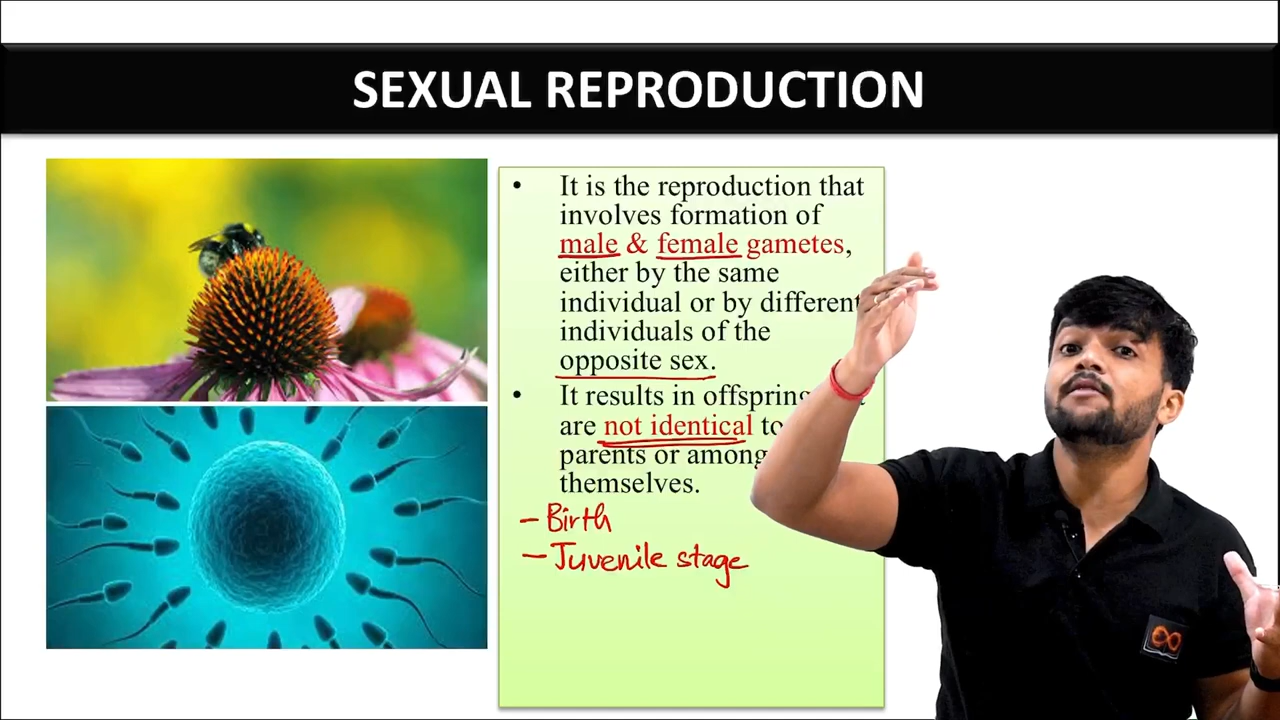 SEXUAL REPRODUCTION
• It is the reproduction that
involves formation of
male & female gametes,
either by the same
individual or by different
individuals of the
opposite sex.
• It results in offspring
are not identical to
parents or among
themselves.
- Birth
- Juvenile stage